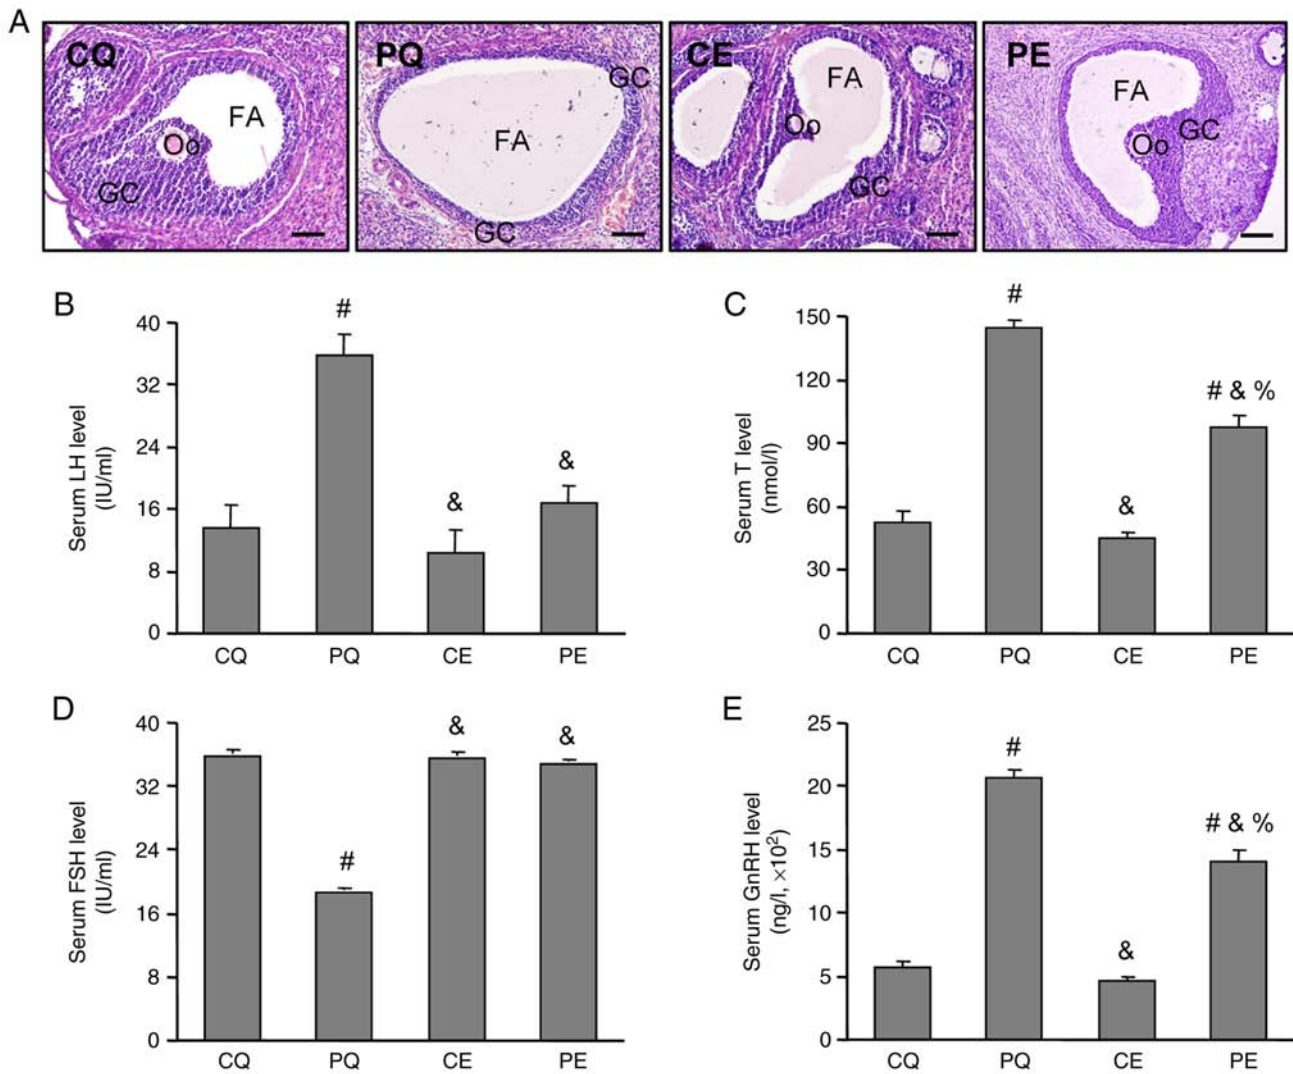 A
CQ
FA
Oo
GC
PQ
GC
FA
GC
CE
FA
Oo
GC
PE
FA
GC
Oo
B
Serum LH level
(IU/ml)
40
32
24
16
8
0
#
&
&
CQ PQ CE PE
C
Serum T level
(nmol/l)
150
120
90
60
30
0
#
&
# & %
CQ PQ CE PE
D
Serum FSH level
(IU/ml)
40
32
24
16
8
0
#
&
&
CQ PQ CE PE
E
Serum GnRH level
(ng/l, ×10²)
25
20
15
10
5
0
#
&
# & %
CQ PQ CE PE